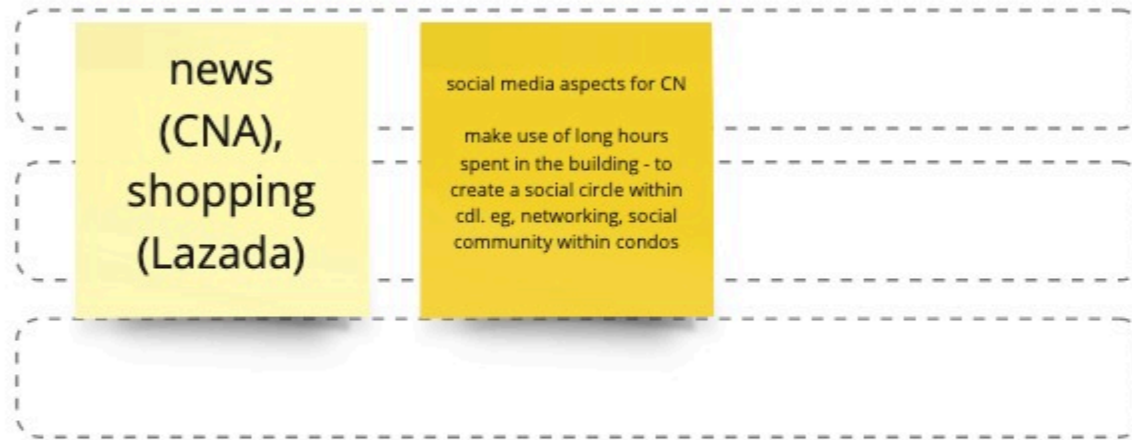 news
(CNA),
shopping
(Lazada)
social media aspects for CN
make use of long hours
spent in the building - to
create a social circle within
cdl. eg, networking, social
community within condos